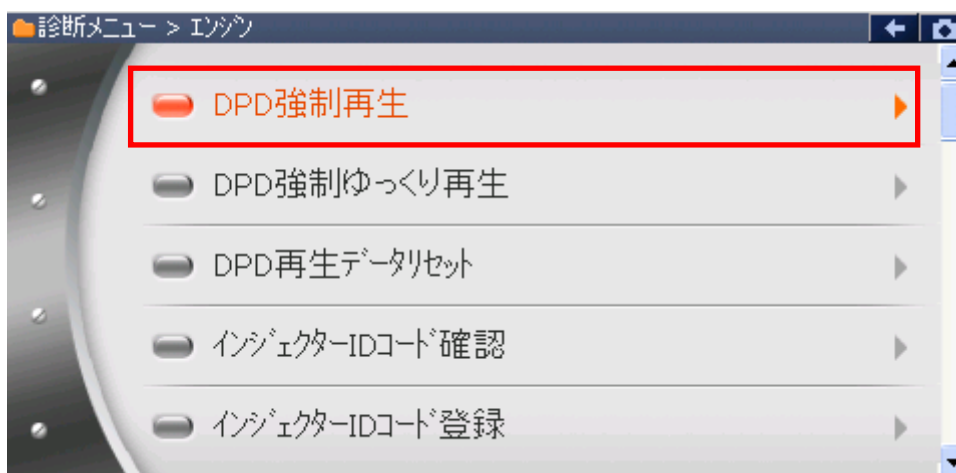 診断メニュー > エンジン
DPD強制再生
DPD強制ゆっくり再生
DPD再生データリセット
インジェクターIDコード確認
インジェクターIDコード登録